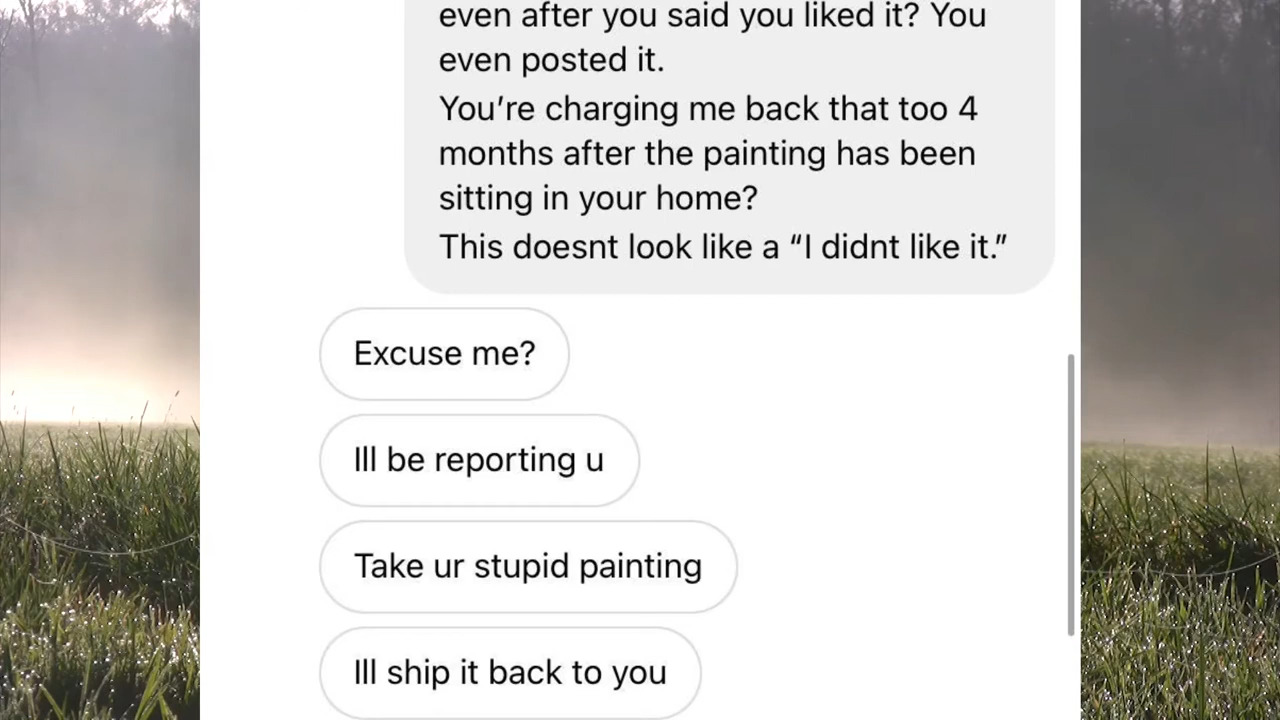 even after you said you liked it? You
even posted it.
You’re charging me back that too 4
months after the painting has been
sitting in your home?
This doesnt look like a “I didnt like it.”
Excuse me?
Ill be reporting u
Take ur stupid painting
Ill ship it back to you